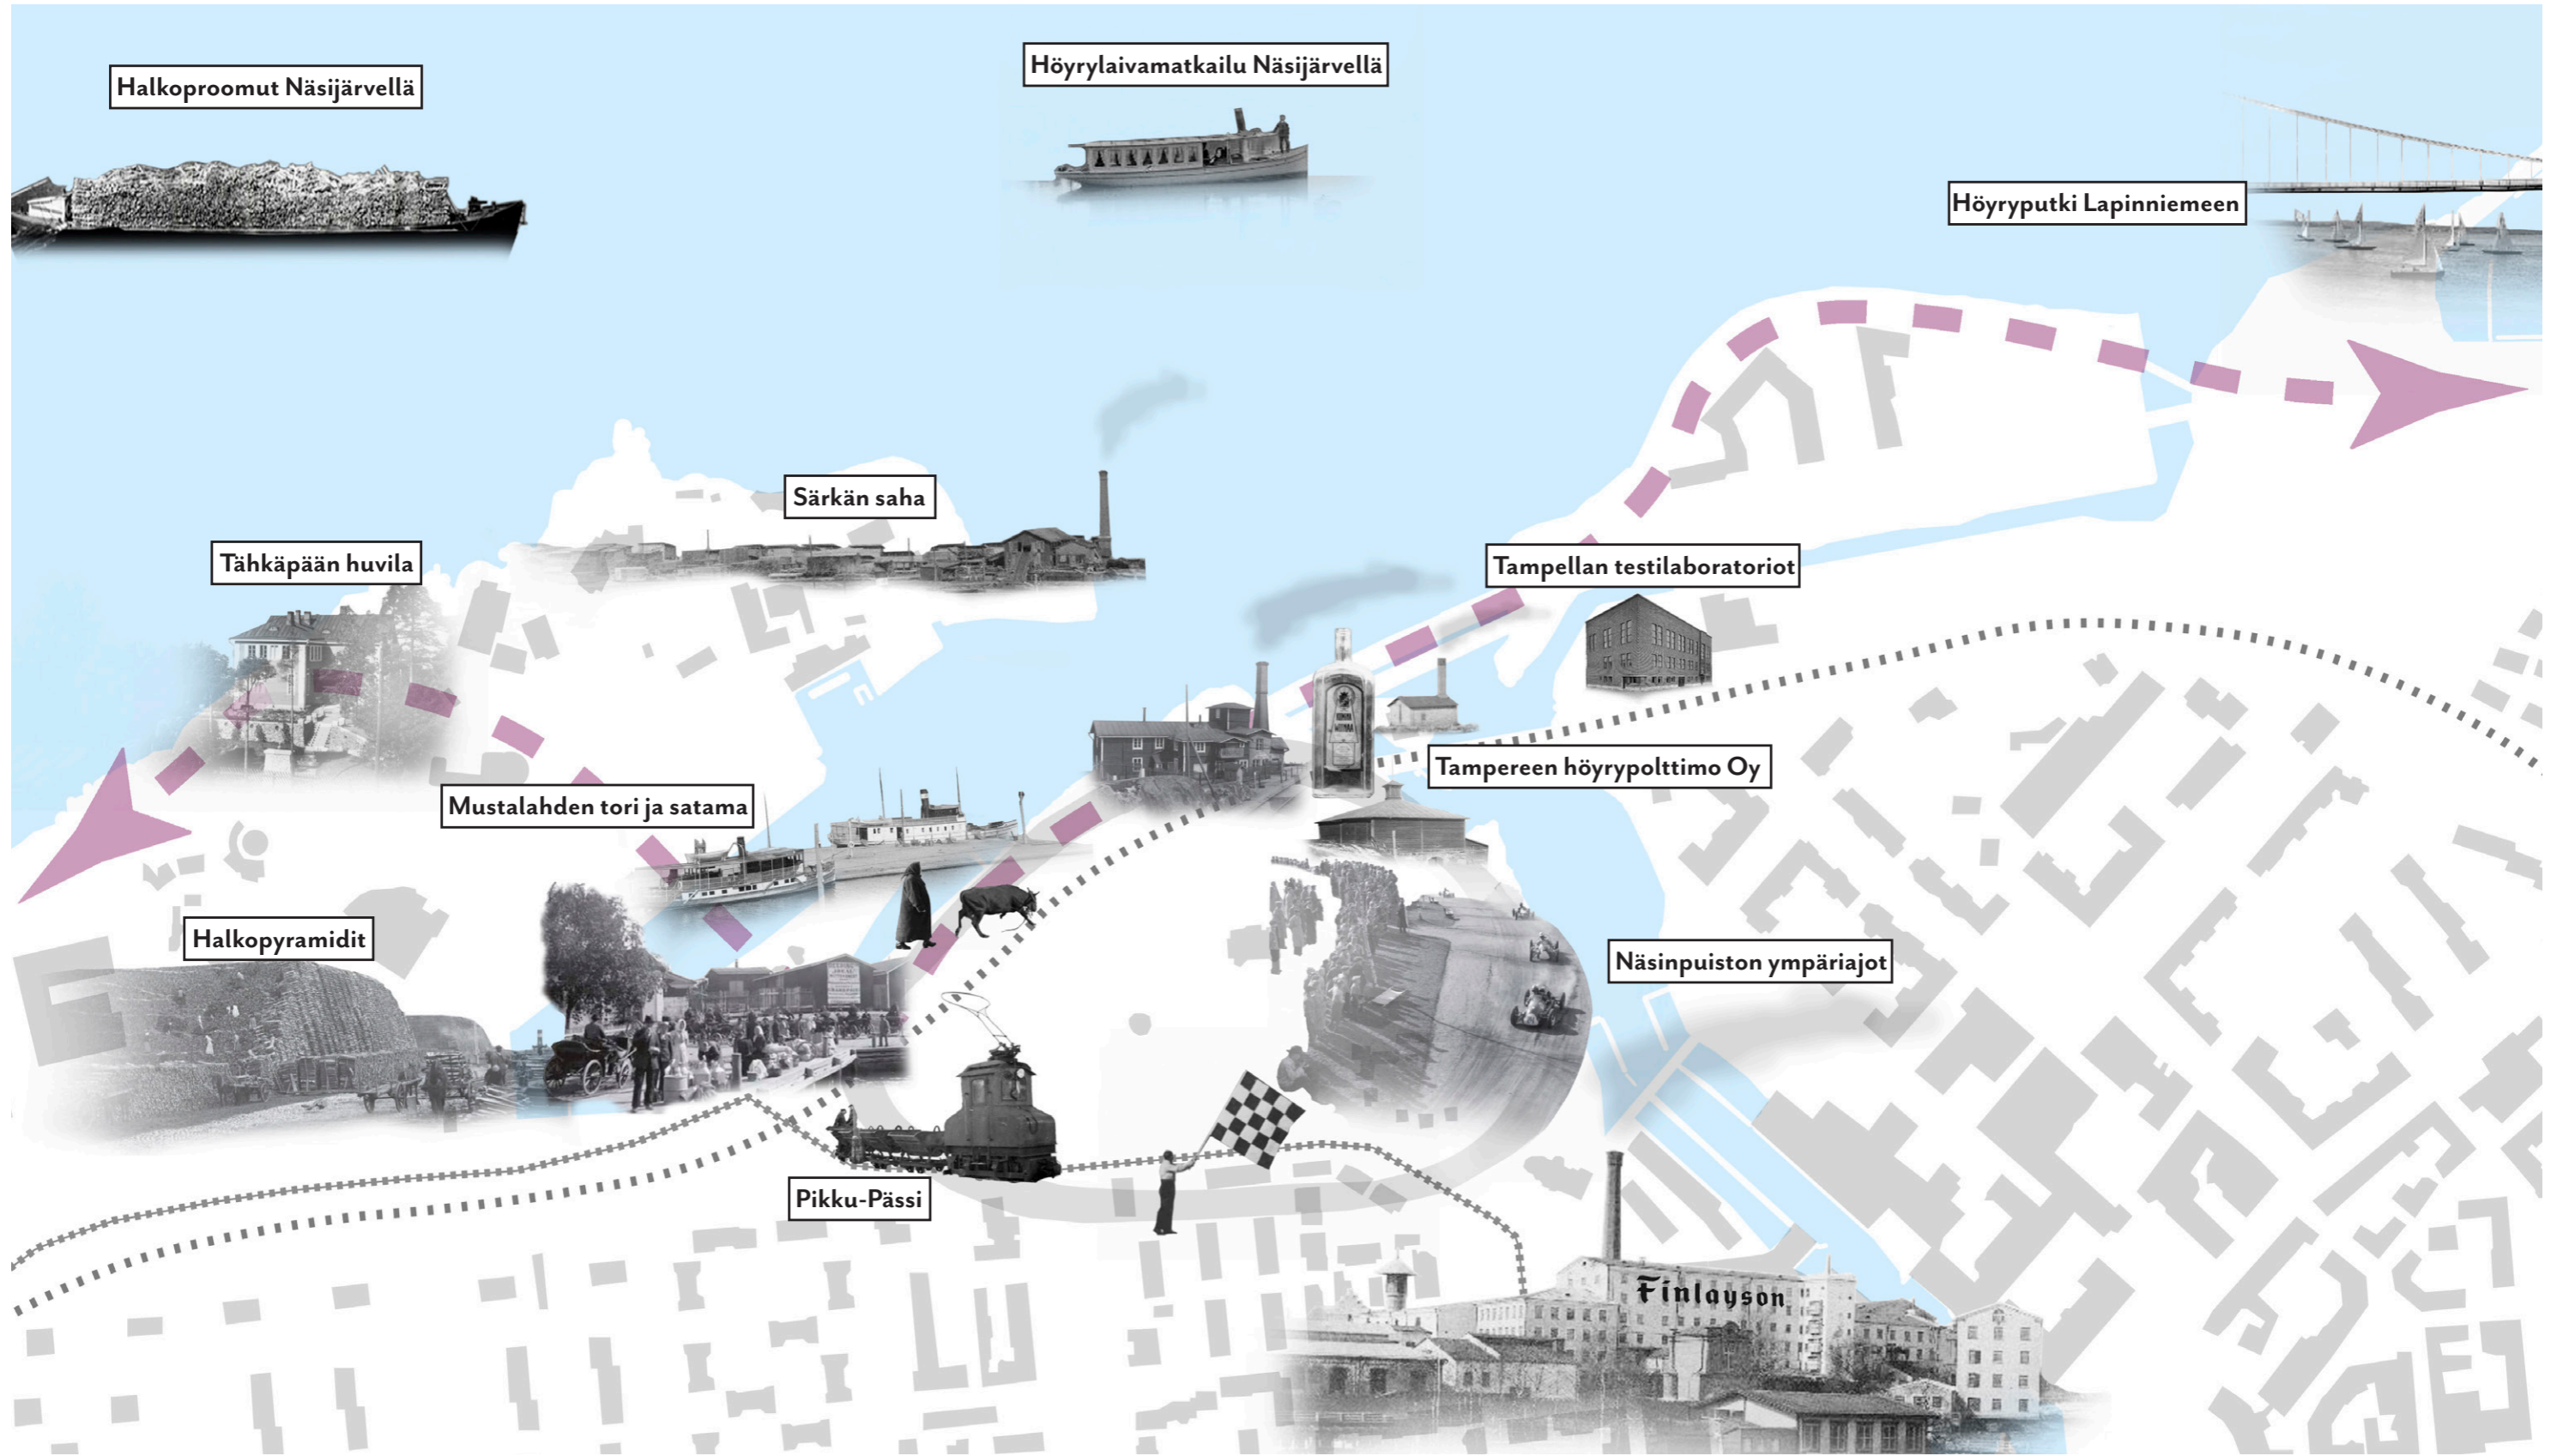 Höyrylaivamatkailu Näsijärvellä
Halkoproomut Näsijärvellä
Höyryputki Lapinniemeen
Särkän saha
Tähkäpään huvila
Tampellan testilaboratoriot
Tampereen höyrypolttimo Oy
Mustalahden tori ja satama
Halkopyramidit
Näsinpuiston ympäriajot
Pikku-Pässi
Finlayson